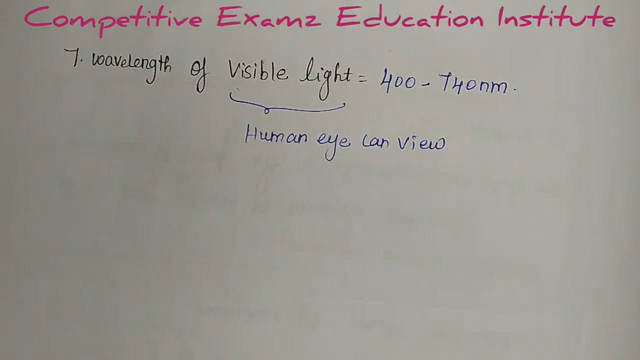 Competitive Examz Education Institute
7. wavelength of visible light = 400 - 740nm.
Human eye can view